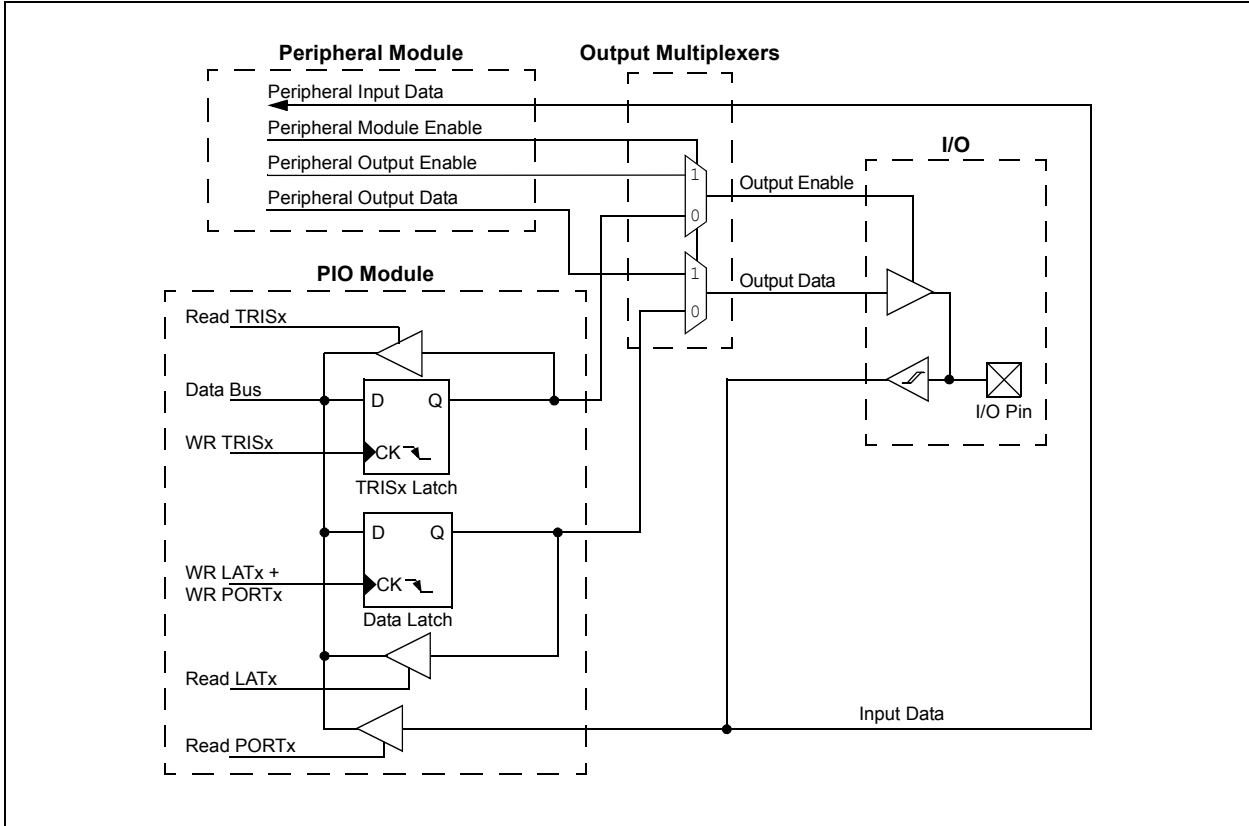 Peripheral Module
Output Multiplexers
Peripheral Input Data
Peripheral Module Enable
Peripheral Output Enable
Peripheral Output Data
1
0
Output Enable
I/O
1
0
Output Data
I/O Pin
PIO Module
Read TRISx
Data Bus
D Q
WR TRISx
CK
TRISx Latch
D Q
WR LATx +
WR PORTx
CK
Data Latch
Read LATx
Read PORTx
Input Data